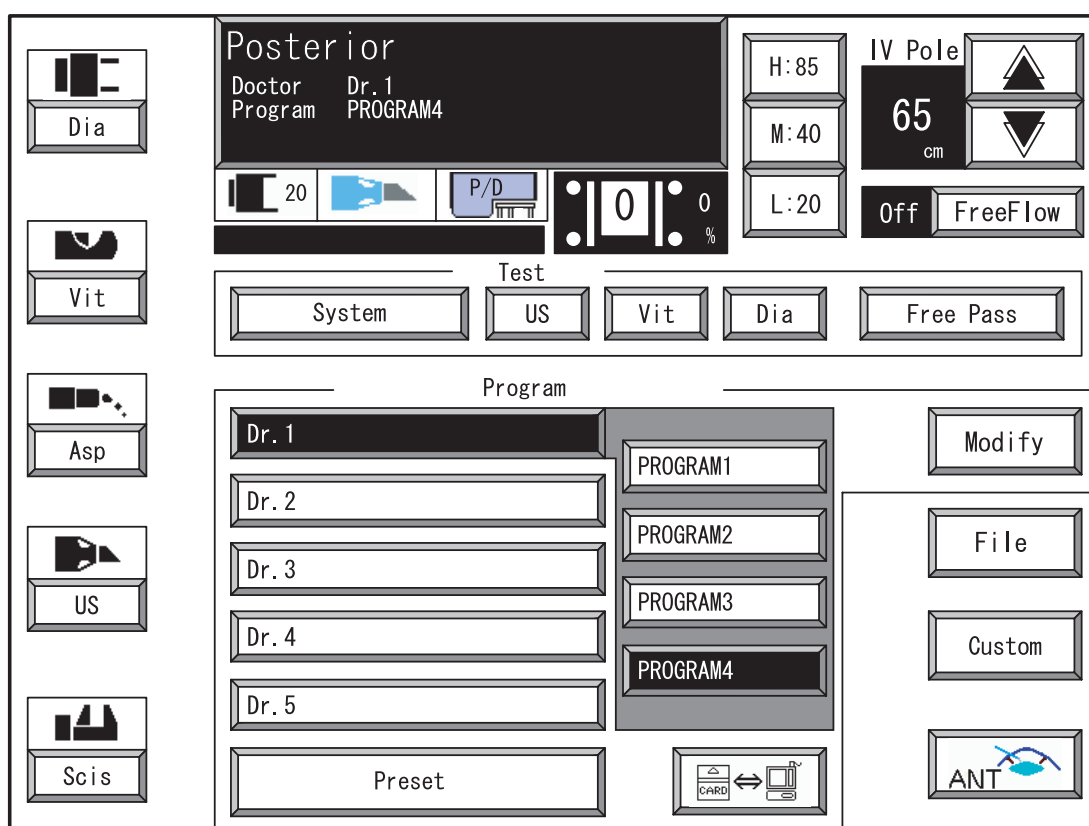 Posterior
Doctor Dr.1
Program PROGRAM4
H:85
M:40
L:20
IV Pole
65
cm
Off FreeFlow
20
P/D
0
0
%
Dia
Vit
Asp
US
Scis
Test
System US Vit Dia Free Pass
Program
Dr.1
Dr.2
Dr.3
Dr.4
Dr.5
Preset
PROGRAM1
PROGRAM2
PROGRAM3
PROGRAM4
CARD
Modify
File
Custom
ANT